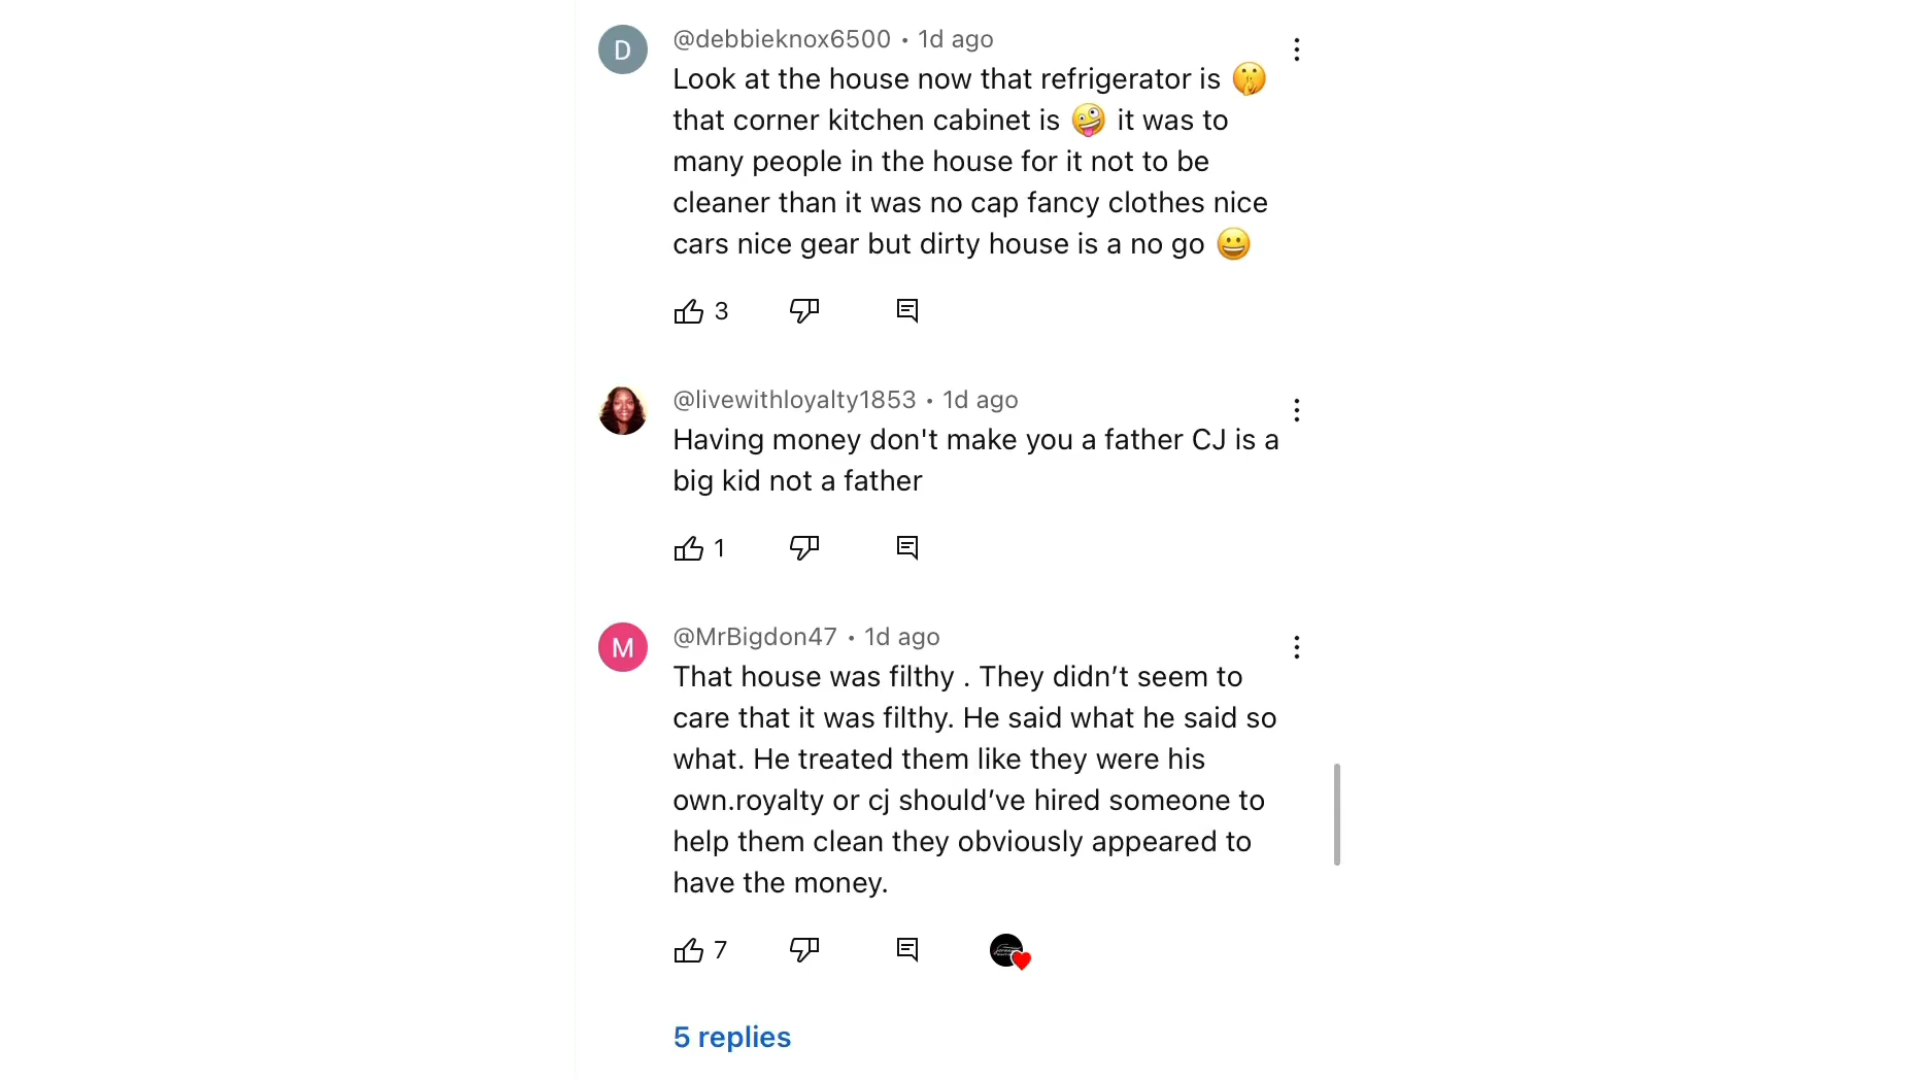 D
@debbieknox6500 • 1d ago
Look at the house now that refrigerator is 🤫
that corner kitchen cabinet is 🤪 it was to
many people in the house for it not to be
cleaner than it was no cap fancy clothes nice
cars nice gear but dirty house is a no go 😀
3
@livewithloyalty1853 • 1d ago
Having money don't make you a father CJ is a
big kid not a father
1
M
@MrBigdon47 • 1d ago
That house was filthy . They didn’t seem to
care that it was filthy. He said what he said so
what. He treated them like they were his
own.royalty or cj should’ve hired someone to
help them clean they obviously appeared to
have the money.
7
5 replies